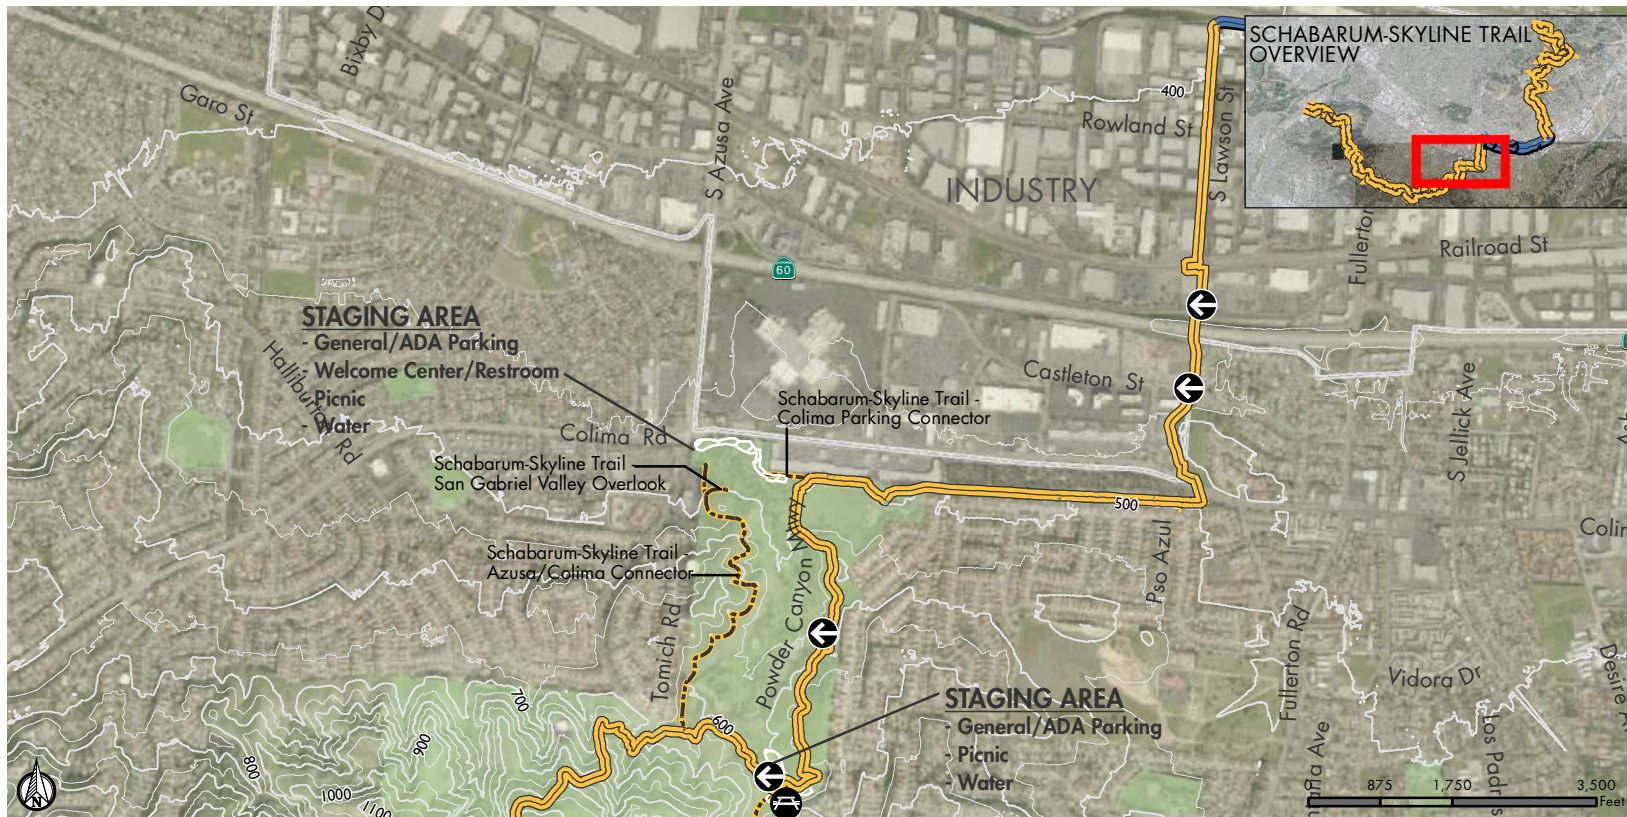 SCHABARUM-SKYLINE TRAIL
OVERVIEW
Bixby Dr
Garo St
S Azusa Ave
400
Rowland St
S Lawson St
INDUSTRY
Fullerton
Railroad St
CALIFORNIA
60
STAGING AREA
- General/ADA Parking
- Welcome Center/Restroom
- Picnic
- Water
Halliburton Rd
Castleton St
Schabarum-Skyline Trail -
Colima Parking Connector
S Jellick Ave
Colima Rd
Schabarum-Skyline Trail -
San Gabriel Valley Overlook
500
Schabarum-Skyline Trail -
Azusa/Colima Connector
Pso Azul
Tomich Rd
Powder Canyon Mtwy
Fullerton Rd
Vidora Dr
Desire
STAGING AREA
- General/ADA Parking
- Picnic
- Water
700
600
900
800
1000
1100
Los Pad
N
875
1,750
3,500
Feet